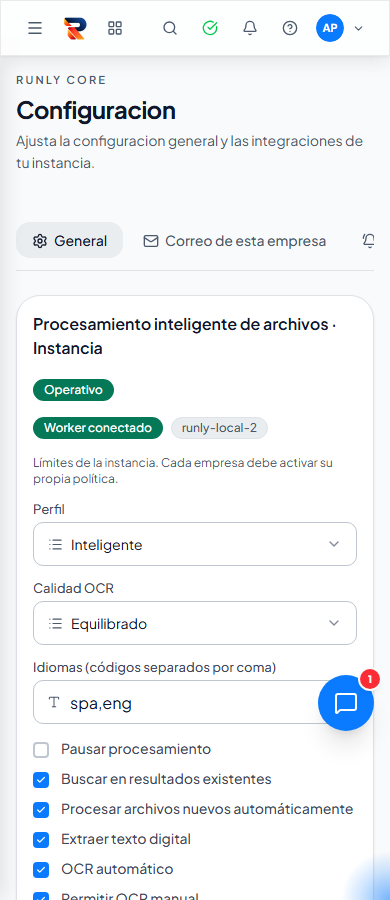 AP
RUNLY CORE
Configuracion
Ajusta la configuracion general y las integraciones de
tu instancia.
General
Correo de esta empresa
Procesamiento inteligente de archivos ·
Instancia
Operativo
Worker conectado
runly-local-2
Límites de la instancia. Cada empresa debe activar su
propia política.
Perfil
Inteligente
Calidad OCR
Equilibrado
Idiomas (códigos separados por coma)
T spa,eng
1
Pausar procesamiento
Buscar en resultados existentes
Procesar archivos nuevos automáticamente
Extraer texto digital
OCR automático
Permitir OCR manual